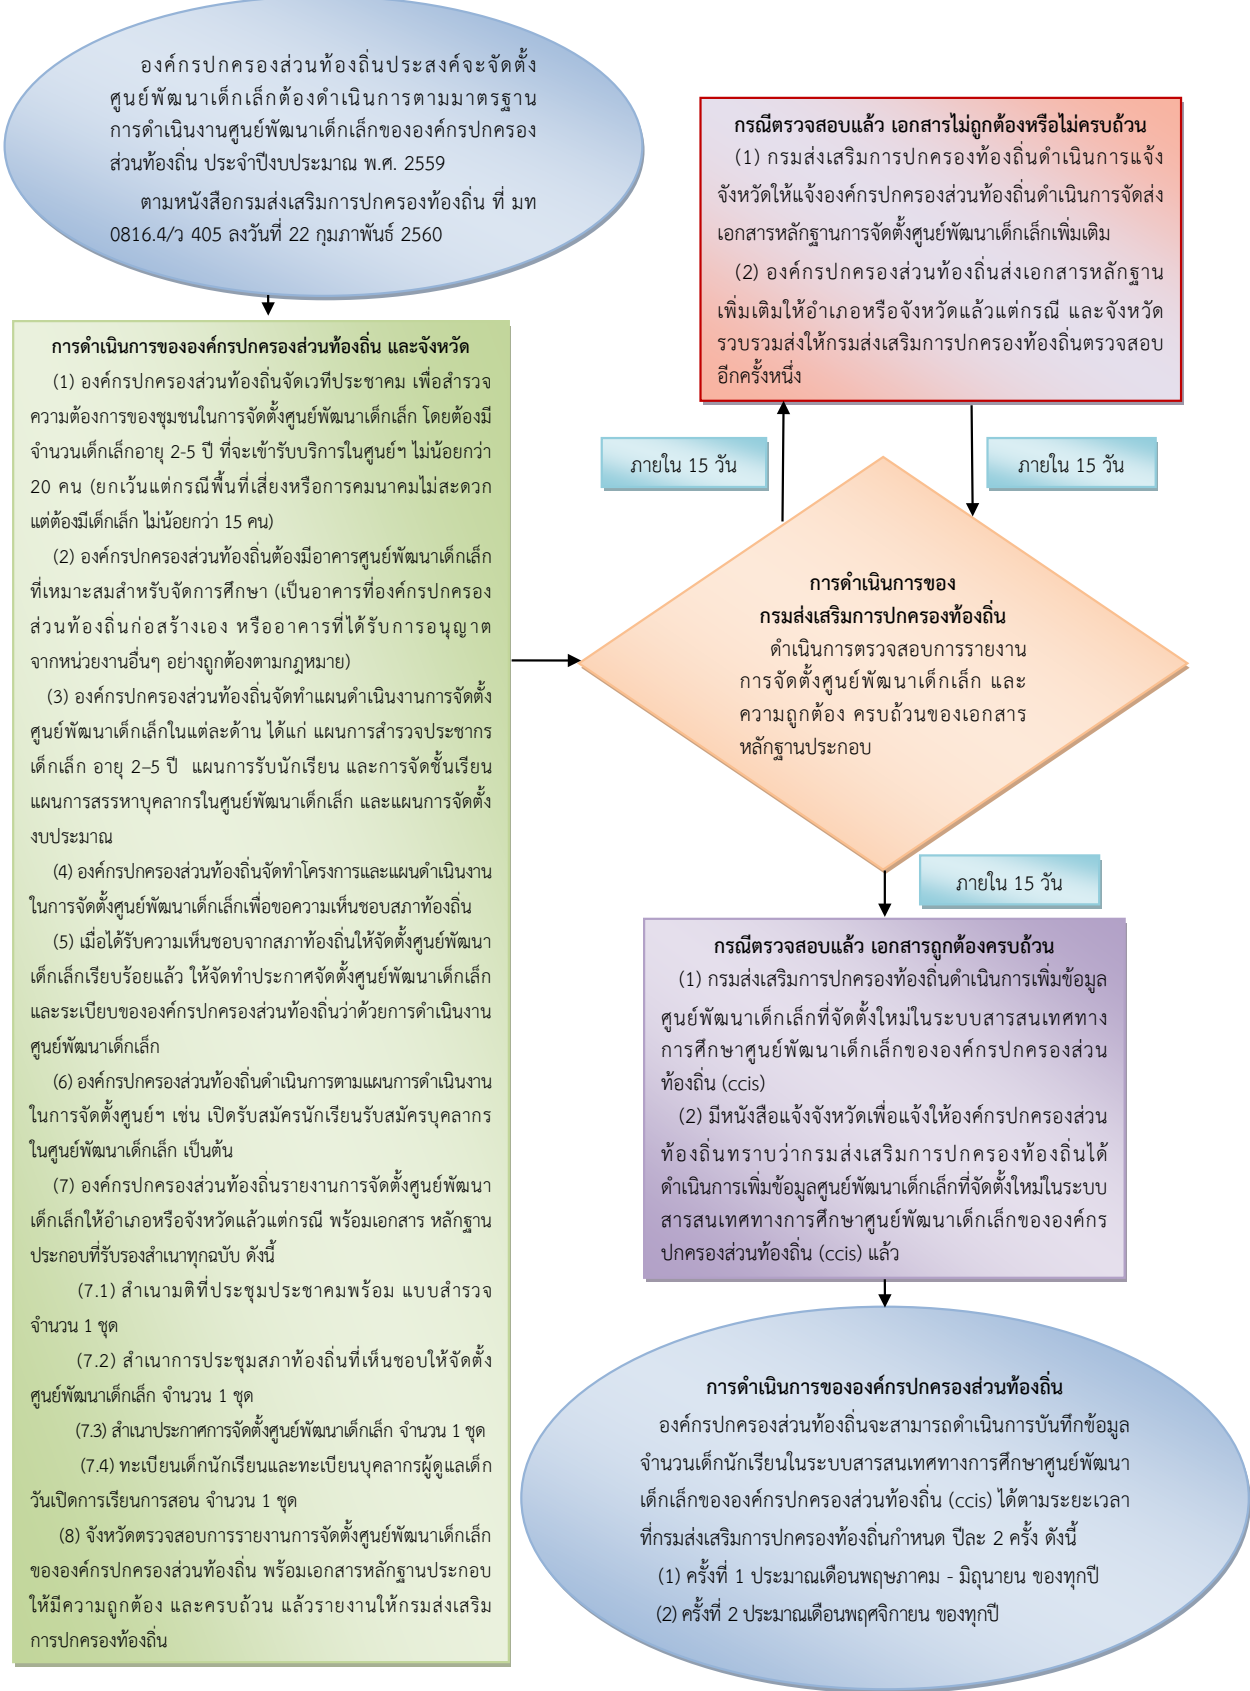 องค์กรปกครองส่วนท้องถิ่นประสงค์จะจัดตั้ง
ศูนย์พัฒนาเด็กเล็กต้องดำเนินการตามมาตรฐาน
การดำเนินงานศูนย์พัฒนาเด็กเล็กขององค์กรปกครอง
ส่วนท้องถิ่น ประจำปีงบประมาณ พ.ศ. 2559
ตามหนังสือกรมส่งเสริมการปกครองท้องถิ่น ที่ มท
0816.4/ว 405 ลงวันที่ 22 กุมภาพันธ์ 2560
การดำเนินการขององค์กรปกครองส่วนท้องถิ่น และจังหวัด
(1) องค์กรปกครองส่วนท้องถิ่นจัดเวทีประชาคม เพื่อสำรวจ
ความต้องการของชุมชนในการจัดตั้งศูนย์พัฒนาเด็กเล็ก โดยต้องมี
จำนวนเด็กเล็กอายุ 2-5 ปี ที่จะเข้ารับบริการในศูนย์ฯ ไม่น้อยกว่า
20 คน (ยกเว้นแต่กรณีพื้นที่เสี่ยงหรือการคมนาคมไม่สะดวก
แต่ต้องมีเด็กเล็ก ไม่น้อยกว่า 15 คน)
(2) องค์กรปกครองส่วนท้องถิ่นต้องมีอาคารศูนย์พัฒนาเด็กเล็ก
ที่เหมาะสมสำหรับจัดการศึกษา (เป็นอาคารที่องค์กรปกครอง
ส่วนท้องถิ่นก่อสร้างเอง หรืออาคารที่ได้รับการอนุญาต
จากหน่วยงานอื่นๆ อย่างถูกต้องตามกฎหมาย)
(3) องค์กรปกครองส่วนท้องถิ่นจัดทำแผนดำเนินงานการจัดตั้ง
ศูนย์พัฒนาเด็กเล็กในแต่ละด้าน ได้แก่ แผนการสำรวจประชากร
เด็กเล็ก อายุ 2–5 ปี แผนการรับนักเรียน และการจัดชั้นเรียน
แผนการสรรหาบุคลากรในศูนย์พัฒนาเด็กเล็ก และแผนการจัดตั้ง
งบประมาณ
(4) องค์กรปกครองส่วนท้องถิ่นจัดทำโครงการและแผนดำเนินงาน
ในการจัดตั้งศูนย์พัฒนาเด็กเล็กเพื่อขอความเห็นชอบสภาท้องถิ่น
(5) เมื่อได้รับความเห็นชอบจากสภาท้องถิ่นให้จัดตั้งศูนย์พัฒนา
เด็กเล็กเรียบร้อยแล้ว ให้จัดทำประกาศจัดตั้งศูนย์พัฒนาเด็กเล็ก
และระเบียบขององค์กรปกครองส่วนท้องถิ่นว่าด้วยการดำเนินงาน
ศูนย์พัฒนาเด็กเล็ก
(6) องค์กรปกครองส่วนท้องถิ่นดำเนินการตามแผนการดำเนินงาน
ในการจัดตั้งศูนย์ฯ เช่น เปิดรับสมัครนักเรียนรับสมัครบุคลากร
ในศูนย์พัฒนาเด็กเล็ก เป็นต้น
(7) องค์กรปกครองส่วนท้องถิ่นรายงานการจัดตั้งศูนย์พัฒนา
เด็กเล็กให้อำเภอหรือจังหวัดแล้วแต่กรณี พร้อมเอกสาร หลักฐาน
ประกอบที่รับรองสำเนาทุกฉบับ ดังนี้
(7.1) สำเนามติที่ประชุมประชาคมพร้อม แบบสำรวจ
จำนวน 1 ชุด
(7.2) สำเนาการประชุมสภาท้องถิ่นที่เห็นชอบให้จัดตั้ง
ศูนย์พัฒนาเด็กเล็ก จำนวน 1 ชุด
(7.3) สำเนาประกาศการจัดตั้งศูนย์พัฒนาเด็กเล็ก จำนวน 1 ชุด
(7.4) ทะเบียนเด็กนักเรียนและทะเบียนบุคลากรผู้ดูแลเด็ก
วันเปิดการเรียนการสอน จำนวน 1 ชุด
(8) จังหวัดตรวจสอบการรายงานการจัดตั้งศูนย์พัฒนาเด็กเล็ก
ขององค์กรปกครองส่วนท้องถิ่น พร้อมเอกสารหลักฐานประกอบ
ให้มีความถูกต้อง และครบถ้วน แล้วรายงานให้กรมส่งเสริม
การปกครองท้องถิ่น
กรณีตรวจสอบแล้ว เอกสารไม่ถูกต้องหรือไม่ครบถ้วน
(1) กรมส่งเสริมการปกครองท้องถิ่นดำเนินการแจ้ง
จังหวัดให้แจ้งองค์กรปกครองส่วนท้องถิ่นดำเนินการจัดส่ง
เอกสารหลักฐานการจัดตั้งศูนย์พัฒนาเด็กเล็กเพิ่มเติม
(2) องค์กรปกครองส่วนท้องถิ่นส่งเอกสารหลักฐาน
เพิ่มเติมให้อำเภอหรือจังหวัดแล้วแต่กรณี และจังหวัด
รวบรวมส่งให้กรมส่งเสริมการปกครองท้องถิ่นตรวจสอบ
อีกครั้งหนึ่ง
ภายใน 15 วัน
ภายใน 15 วัน
การดำเนินการของ
กรมส่งเสริมการปกครองท้องถิ่น
ดำเนินการตรวจสอบการรายงาน
การจัดตั้งศูนย์พัฒนาเด็กเล็ก และ
ความถูกต้อง ครบถ้วนของเอกสาร
หลักฐานประกอบ
ภายใน 15 วัน
กรณีตรวจสอบแล้ว เอกสารถูกต้องครบถ้วน
(1) กรมส่งเสริมการปกครองท้องถิ่นดำเนินการเพิ่มข้อมูล
ศูนย์พัฒนาเด็กเล็กที่จัดตั้งใหม่ในระบบสารสนเทศทาง
การศึกษาศูนย์พัฒนาเด็กเล็กขององค์กรปกครองส่วน
ท้องถิ่น (ccis)
(2) มีหนังสือแจ้งจังหวัดเพื่อแจ้งให้องค์กรปกครองส่วน
ท้องถิ่นทราบว่ากรมส่งเสริมการปกครองท้องถิ่นได้
ดำเนินการเพิ่มข้อมูลศูนย์พัฒนาเด็กเล็กที่จัดตั้งใหม่ในระบบ
สารสนเทศทางการศึกษาศูนย์พัฒนาเด็กเล็กขององค์กร
ปกครองส่วนท้องถิ่น (ccis) แล้ว
การดำเนินการขององค์กรปกครองส่วนท้องถิ่น
องค์กรปกครองส่วนท้องถิ่นจะสามารถดำเนินการบันทึกข้อมูล
จำนวนเด็กนักเรียนในระบบสารสนเทศทางการศึกษาศูนย์พัฒนา
เด็กเล็กขององค์กรปกครองส่วนท้องถิ่น (ccis) ได้ตามระยะเวลา
ที่กรมส่งเสริมการปกครองท้องถิ่นกำหนด ปีละ 2 ครั้ง ดังนี้
(1) ครั้งที่ 1 ประมาณเดือนพฤษภาคม - มิถุนายน ของทุกปี
(2) ครั้งที่ 2 ประมาณเดือนพฤศจิกายน ของทุกปี